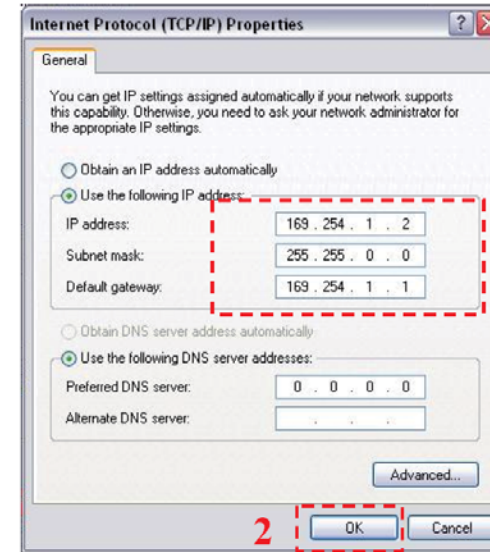 Internet Protocol (TCP/IP) Properties
General
You can get IP settings assigned automatically if your network supports
this capability. Otherwise, you need to ask your network administrator for
the appropriate IP settings.
Obtain an IP address automatically
Use the following IP address:
IP address: 169 . 254 . 1 . 2
Subnet mask: 255 . 255 . 0 . 0
Default gateway: 169 . 254 . 1 . 1
Obtain DNS server address automatically
Use the following DNS server addresses:
Preferred DNS server: 0 . 0 . 0 . 0
Alternate DNS server: . . .
Advanced...
2 OK Cancel